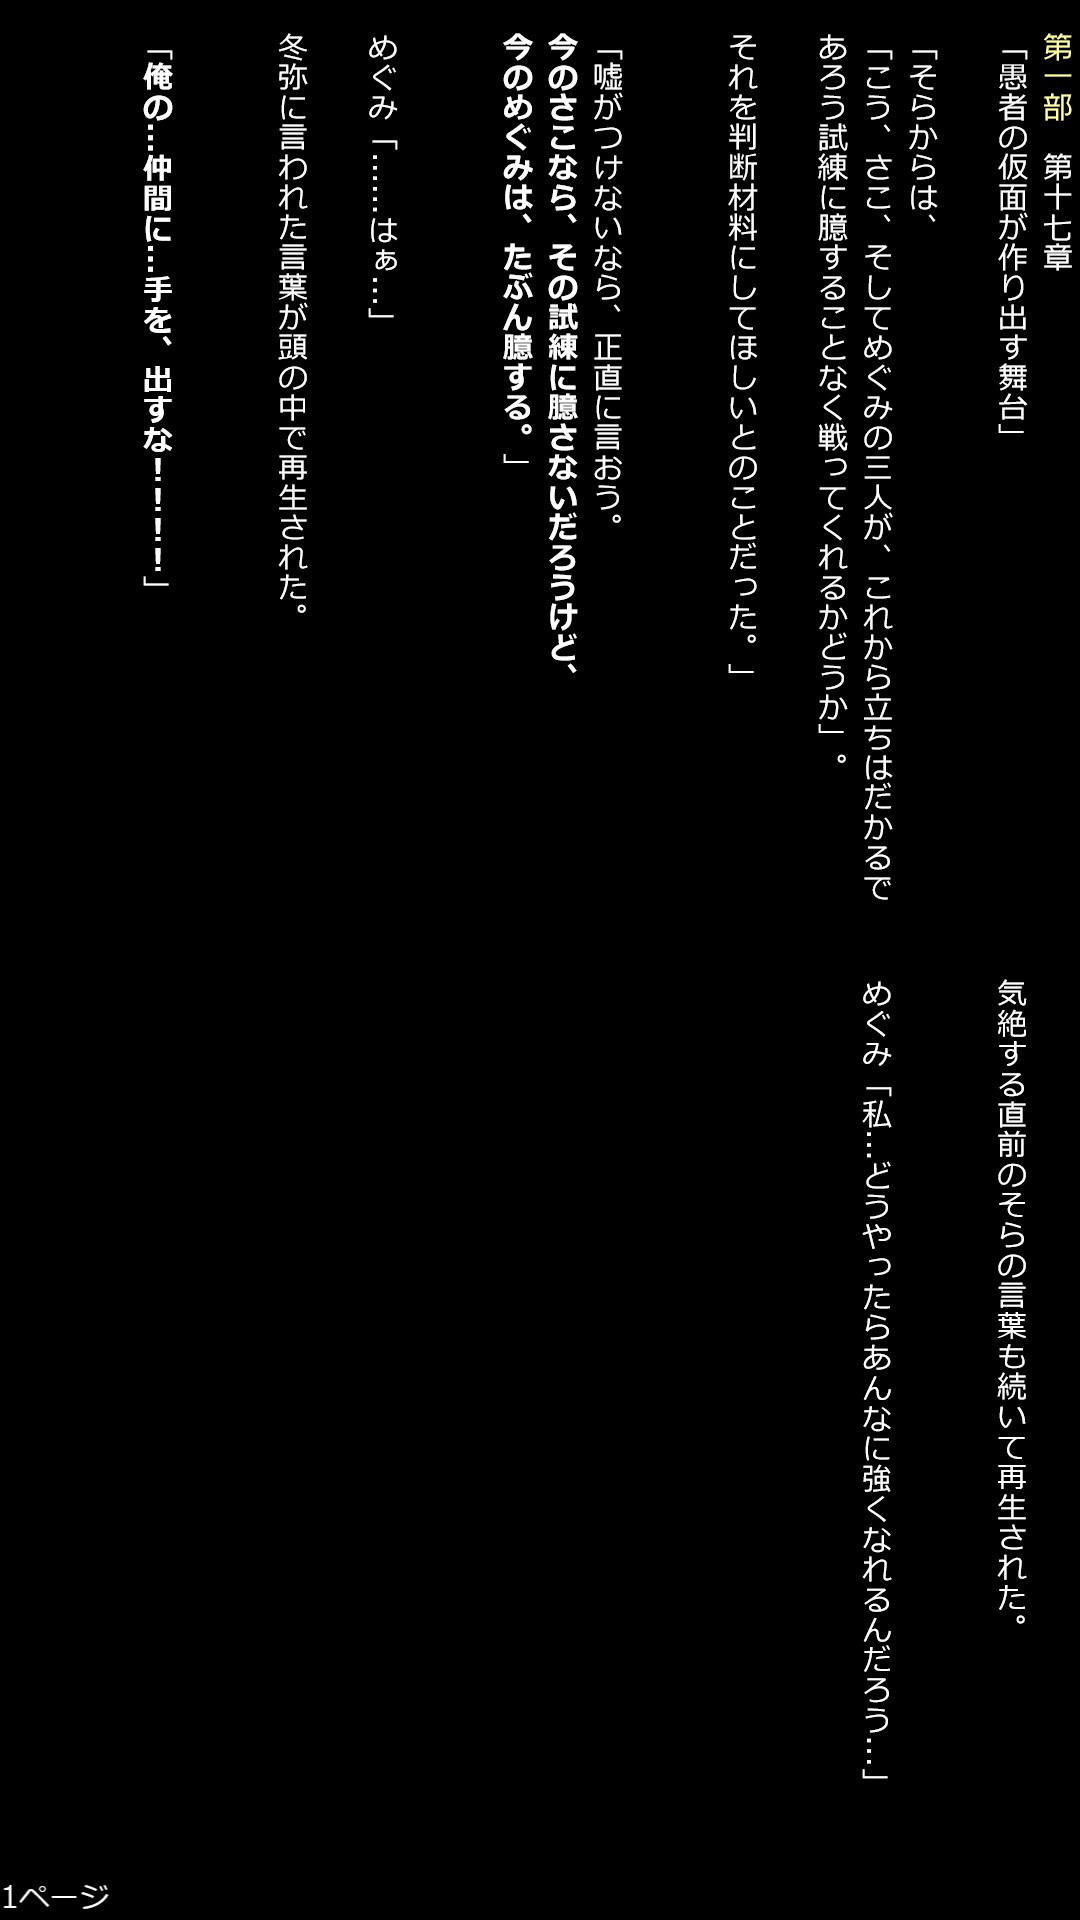 第一部　第十七章
「愚者の仮面が作り出す舞台」
「そらからは、
「こう、さこ、そしてめぐみの三人が、これから立ちはだかるで
あろう試練に臆することなく戦ってくれるかどうか」。
それを判断材料にしてほしいとのことだった。」
「嘘がつけないなら、正直に言おう。
今のさこなら、その試練に臆さないだろうけど、
今のめぐみは、たぶん臆する。」
めぐみ「……はぁ…」
冬弥に言われた言葉が頭の中で再生された。
「俺の…仲間に…手を、出すな！！！！」
気絶する直前のそらの言葉も続いて再生された。
めぐみ「私…どうやったらあんなに強くなれるんだろう…」
1ページ